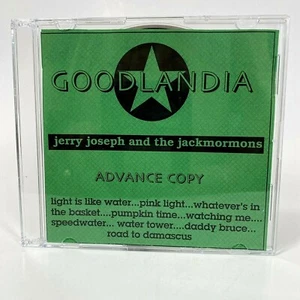 GOODLANDIA
jerry joseph and the jackmormons
ADVANCE COPY
light is like water...pink light...whatever's in
the basket....pumpkin time...watching me....
speedwater... water tower....daddy bruce....
road to damascus